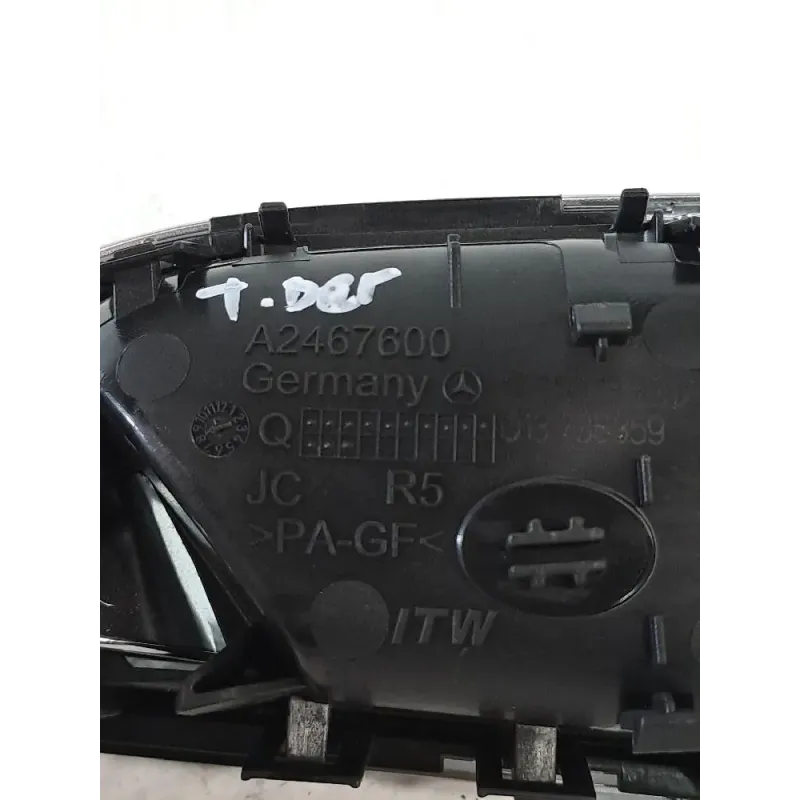 T. Der
A2467600
Germany
Q
JC R5
>PA-GF<
ITW